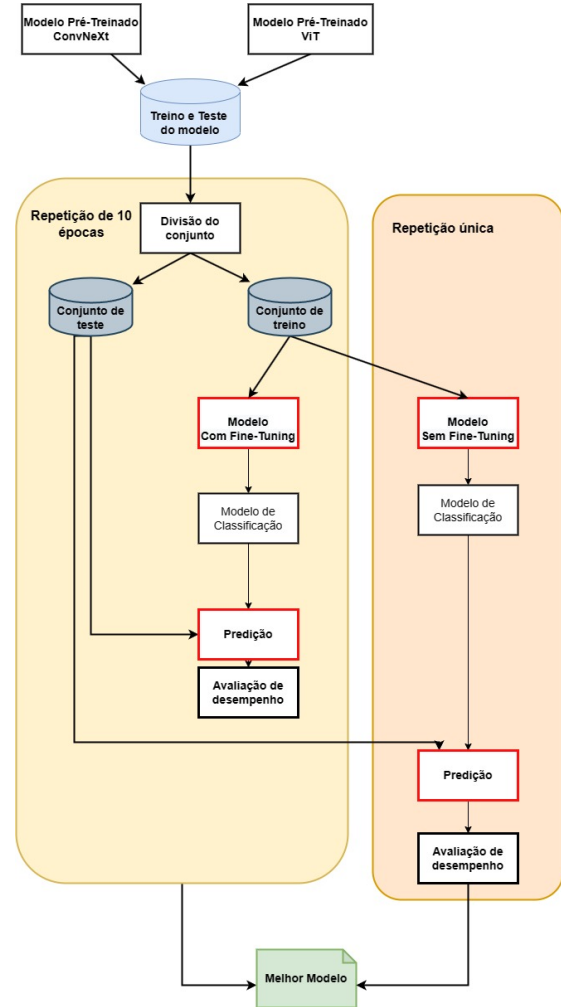 Modelo Pré-Treinado
ConvNeXt
Modelo Pré-Treinado
ViT
Treino e Teste
do modelo
Repetição de 10
épocas
Divisão do
conjunto
Repetição única
Conjunto de
teste
Conjunto de
treino
Modelo
Com Fine-Tuning
Modelo
Sem Fine-Tuning
Modelo de
Classificação
Modelo de
Classificação
Predição
Avaliação de
desempenho
Predição
Avaliação de
desempenho
Melhor Modelo